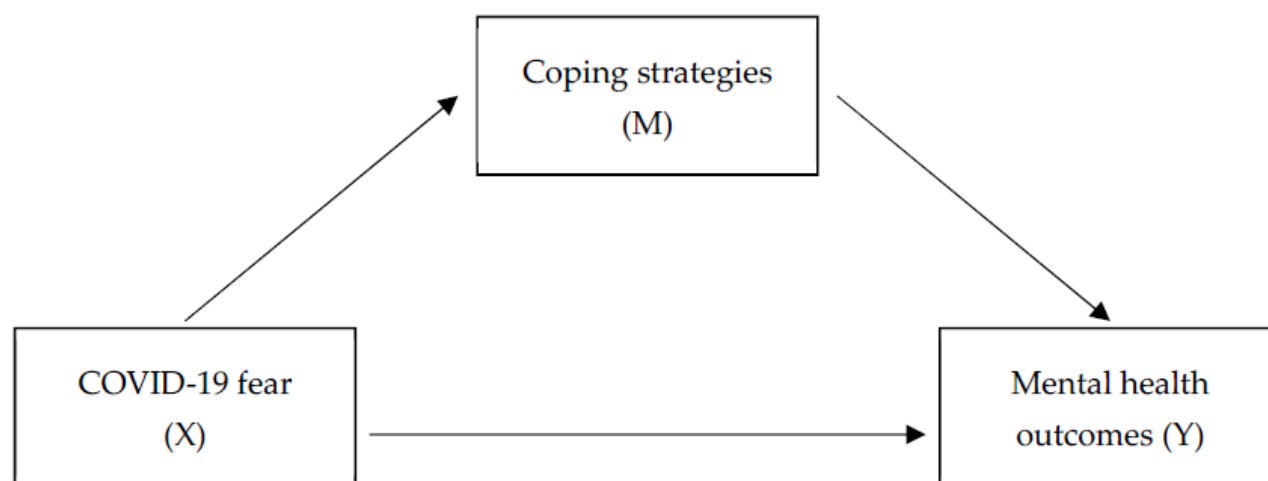 Coping strategies
(M)
COVID-19 fear
(X)
Mental health
outcomes (Y)